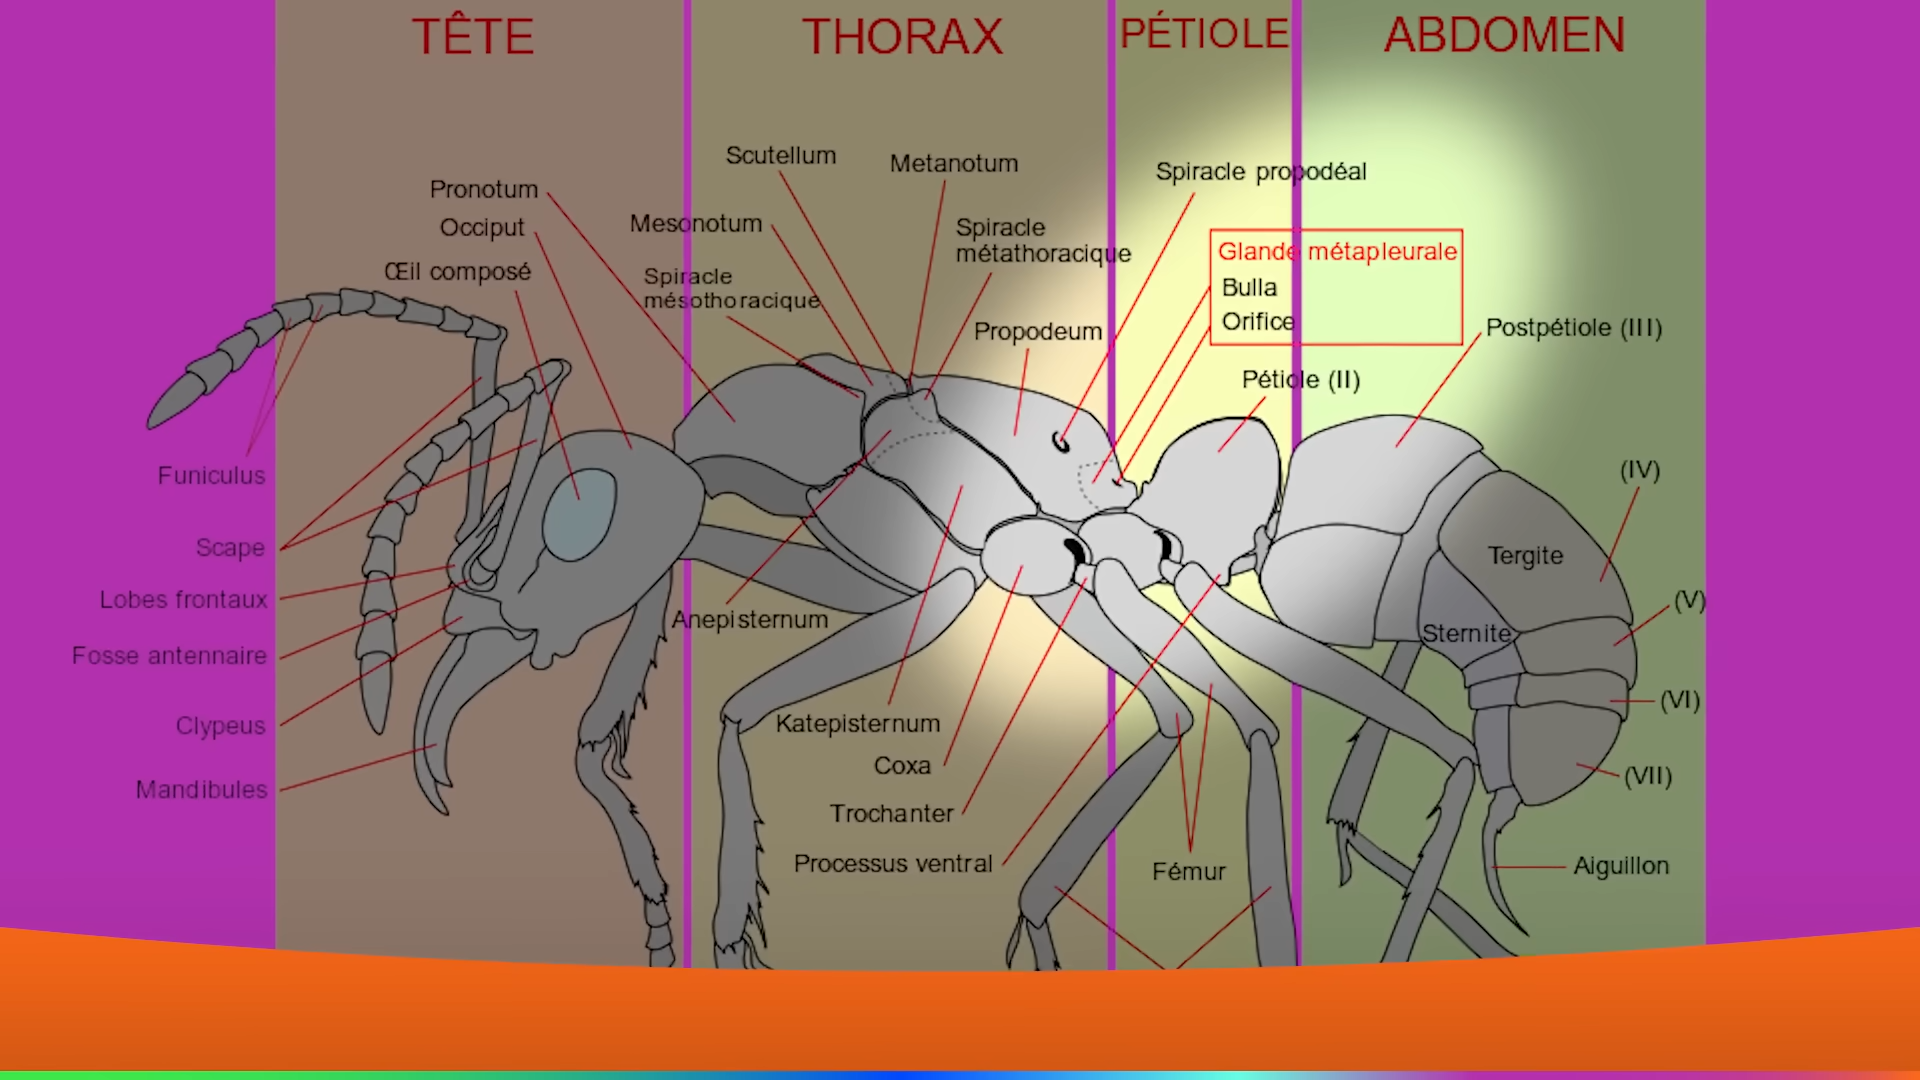 TÊTE
THORAX
PÉTIOLE
ABDOMEN
Scutellum
Metanotum
Spiracle propodéal
Pronotum
Mesonotum
Occiput
Spiracle
métathoracique
Glande métapleurale
Bulla
Orifice
Œil composé
Spiracle
mésothoracique
Propodeum
Postpétiole (III)
Pétiole (II)
Funiculus
(IV)
Scape
Tergite
Lobes frontaux
(V)
Anepisternum
Sternite
Fosse antennaire
(VI)
Clypeus
Katepisternum
Coxa
(VII)
Mandibules
Trochanter
Processus ventral
Fémur
Aiguillon